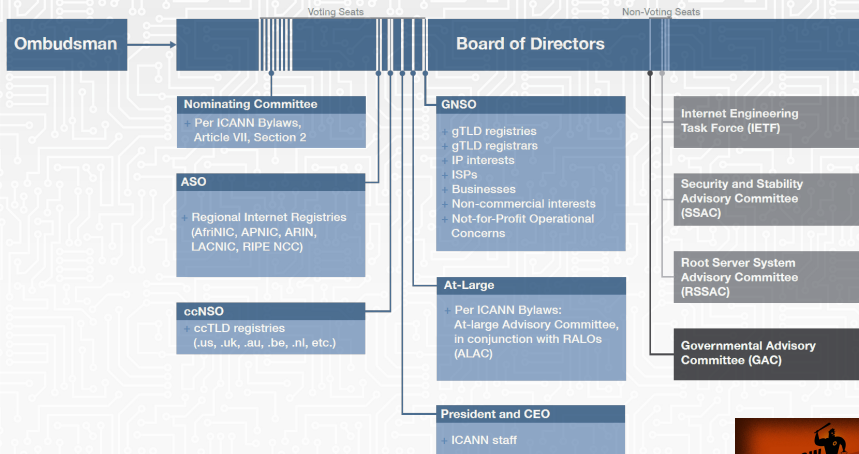 Voting Seats
Non-Voting Seats
Ombudsman
Board of Directors
Nominating Committee
+ Per ICANN Bylaws,
Article VII, Section 2
ASO
+ Regional Internet Registries
(AfriNIC, APNIC, ARIN,
LACNIC, RIPE NCC)
ccNSO
+ ccTLD registries
(.us, .uk, .au, .be, .nl, etc.)
GNSO
+ gTLD registries
+ gTLD registrars
+ IP interests
+ ISPs
+ Businesses
+ Non-commercial interests
+ Not-for-Profit Operational
Concerns
At-Large
+ Per ICANN Bylaws:
At-large Advisory Committee,
in conjunction with RALOs
(ALAC)
President and CEO
+ ICANN staff
Internet Engineering
Task Force (IETF)
Security and Stability
Advisory Committee
(SSAC)
Root Server System
Advisory Committee
(RSSAC)
Governmental Advisory
Committee (GAC)